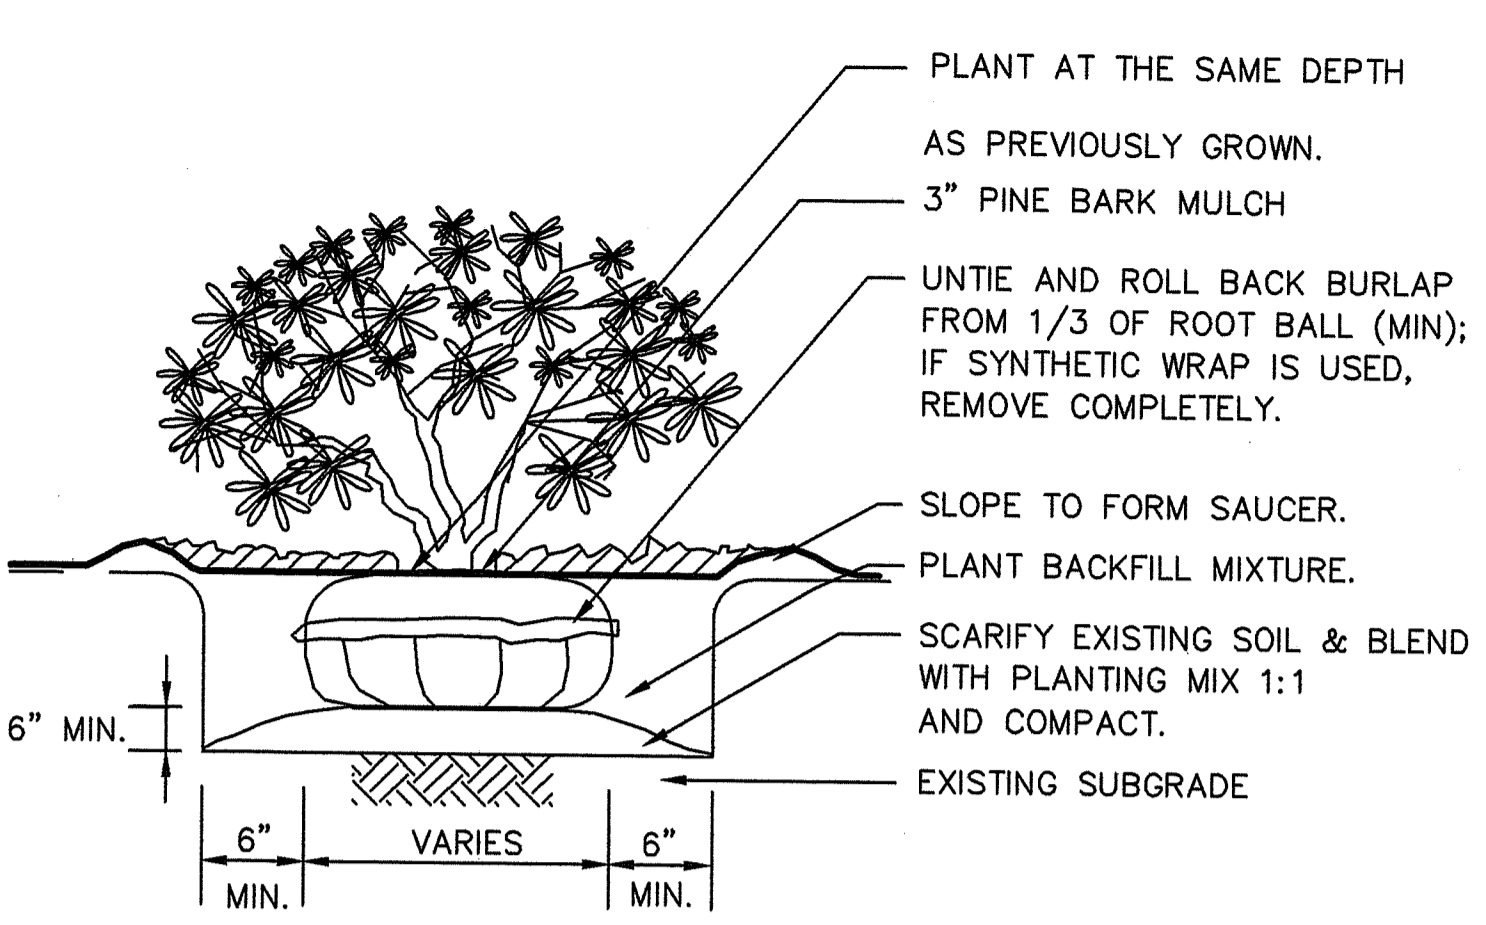 PLANT AT THE SAME DEPTH
AS PREVIOUSLY GROWN.
3” PINE BARK MULCH
UNTIE AND ROLL BACK BURLAP
FROM 1/3 OF ROOT BALL (MIN);
IF SYNTHETIC WRAP IS USED,
REMOVE COMPLETELY.
SLOPE TO FORM SAUCER.
PLANT BACKFILL MIXTURE.
SCARIFY EXISTING SOIL & BLEND
WITH PLANTING MIX 1:1
AND COMPACT.
EXISTING SUBGRADE
6” MIN.
6”
MIN.
VARIES
6”
MIN.